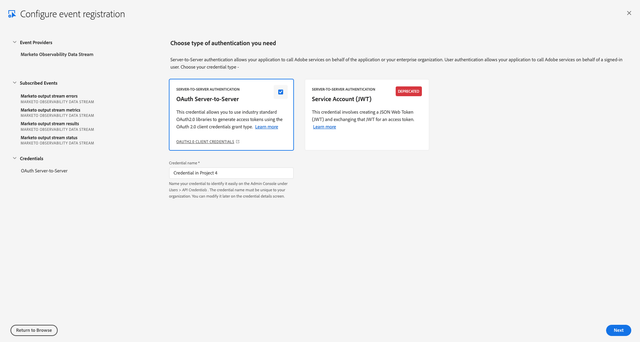 Configure event registration
Event Providers
Marketo Observability Data Stream
Subscribed Events
Marketo output stream errors
MARKETO OBSERVABILITY DATA STREAM
Marketo output stream metrics
MARKETO OBSERVABILITY DATA STREAM
Marketo output stream results
MARKETO OBSERVABILITY DATA STREAM
Marketo output stream status
MARKETO OBSERVABILITY DATA STREAM
Credentials
OAuth Server-to-Server
Choose type of authentication you need
Server-to-Server authentication allows your application to call Adobe services on behalf of the application or your enterprise organization. User authentication allows your application to call Adobe services on behalf of a signed-in
user. Choose your credential type -
SERVER-TO-SERVER AUTHENTICATION
OAuth Server-to-Server
This credential allows you to use industry standard
OAuth2.0 libraries to generate access tokens using the
OAuth 2.0 client credentials grant type. Learn more
OAUTH2.0 CLIENT CREDENTIALS
SERVER-TO-SERVER AUTHENTICATION
DEPRECATED
Service Account (JWT)
This credential involves creating a JSON Web Token
(JWT) and exchanging that JWT for an access token.
Learn more
Credential name *
Credential in Project 4
Name your credential to identify it easily on the Admin Console under
Users > API Credentials. The credential name must be unique to your
organisation. You can modify it later on the credential details screen
Return to Browse
Next